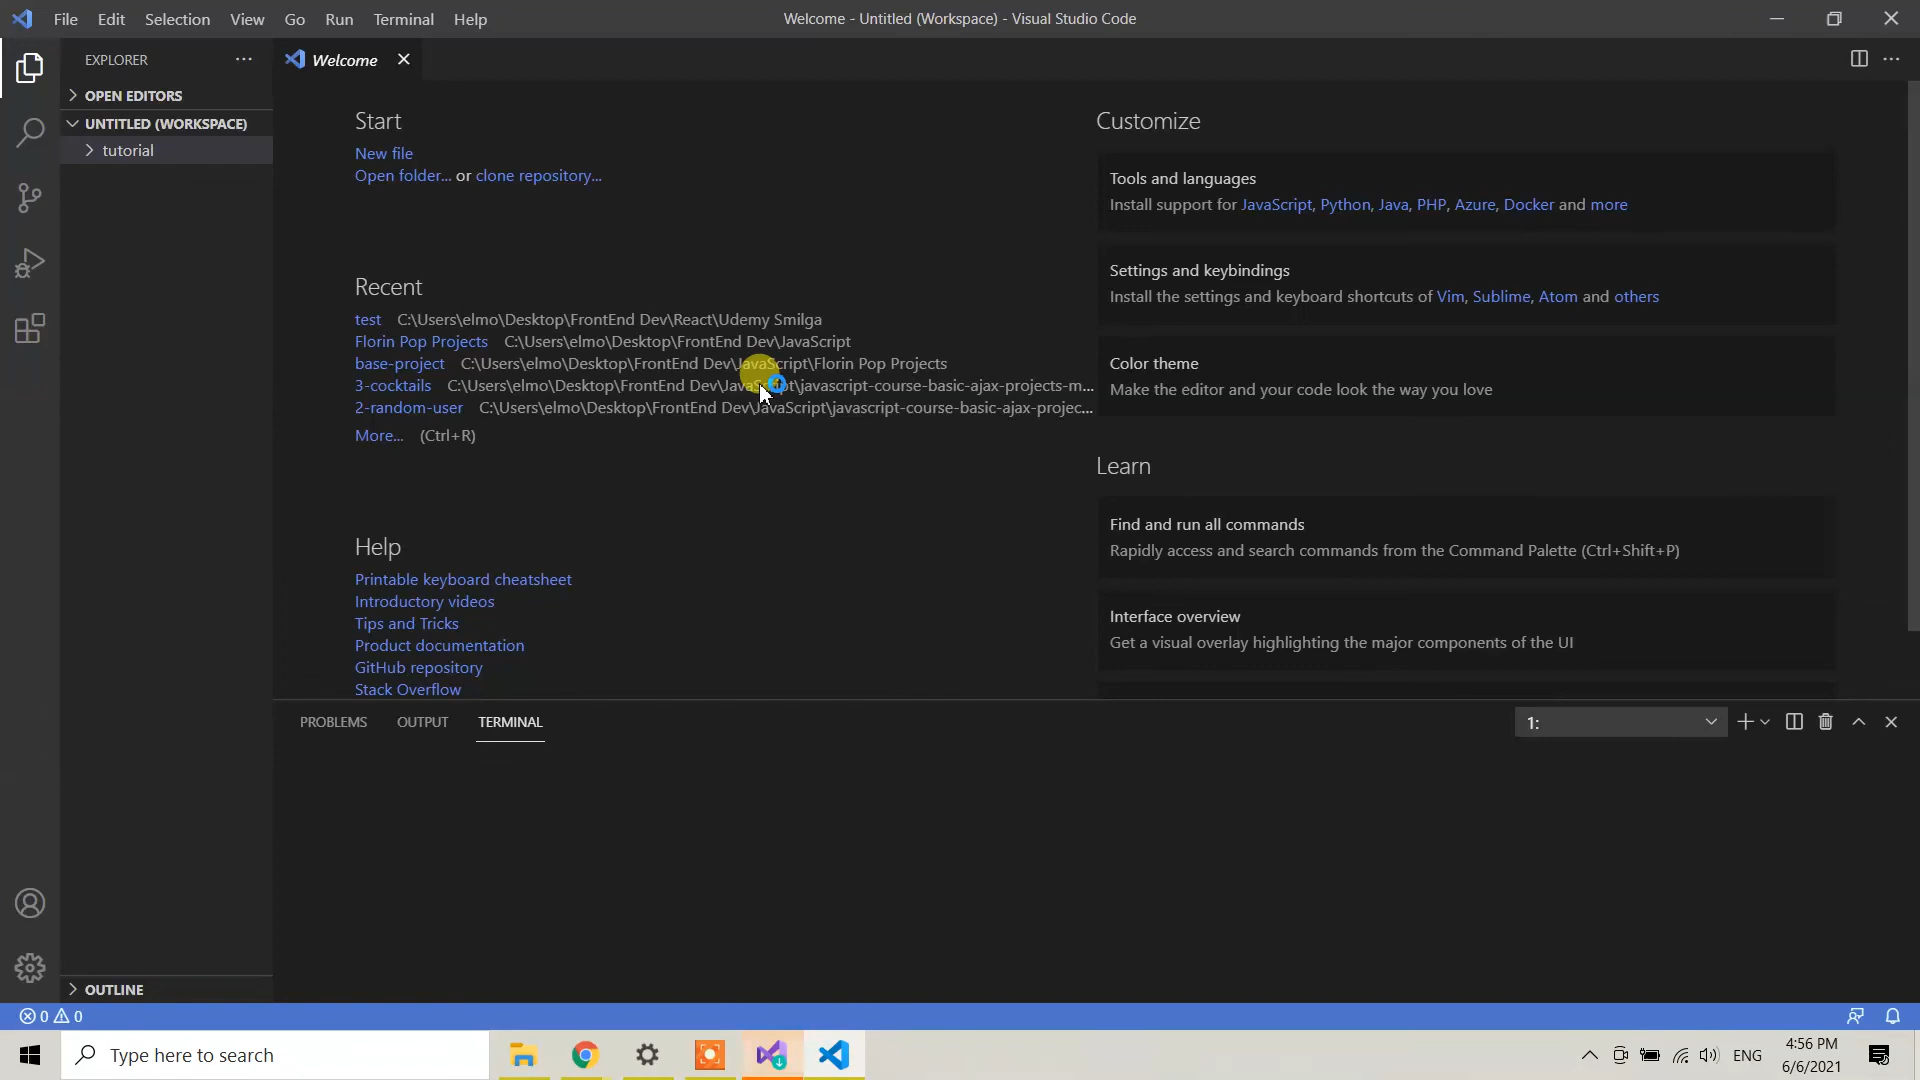 File Edit Selection View Go Run Terminal Help
Welcome - Untitled (Workspace) - Visual Studio Code
EXPLORER
Welcome
OPEN EDITORS
UNTITLED (WORKSPACE)
tutorial
Start
New file
Open folder... or clone repository...
Recent
test C:\Users\elmo\Desktop\FrontEnd Dev\React\Udemy Smilga
Florin Pop Projects C:\Users\elmo\Desktop\FrontEnd Dev\JavaScript
base-project C:\Users\elmo\Desktop\FrontEnd Dev\JavaScript\Florin Pop Projects
3-cocktails C:\Users\elmo\Desktop\FrontEnd Dev\JavaScript\javascript-course-basic-ajax-projects-m...
2-random-user C:\Users\elmo\Desktop\FrontEnd Dev\JavaScript\javascript-course-basic-ajax-projec...
More... (Ctrl+R)
Help
Printable keyboard cheatsheet
Introductory videos
Tips and Tricks
Product documentation
GitHub repository
Stack Overflow
Customize
Tools and languages
Install support for JavaScript, Python, Java, PHP, Azure, Docker and more
Settings and keybindings
Install the settings and keyboard shortcuts of Vim, Sublime, Atom and others
Color theme
Make the editor and your code look the way you love
Learn
Find and run all commands
Rapidly access and search commands from the Command Palette (Ctrl+Shift+P)
Interface overview
Get a visual overlay highlighting the major components of the UI
PROBLEMS OUTPUT TERMINAL
1:
OUTLINE
0 0
Type here to search
ENG
4:56 PM
6/6/2021